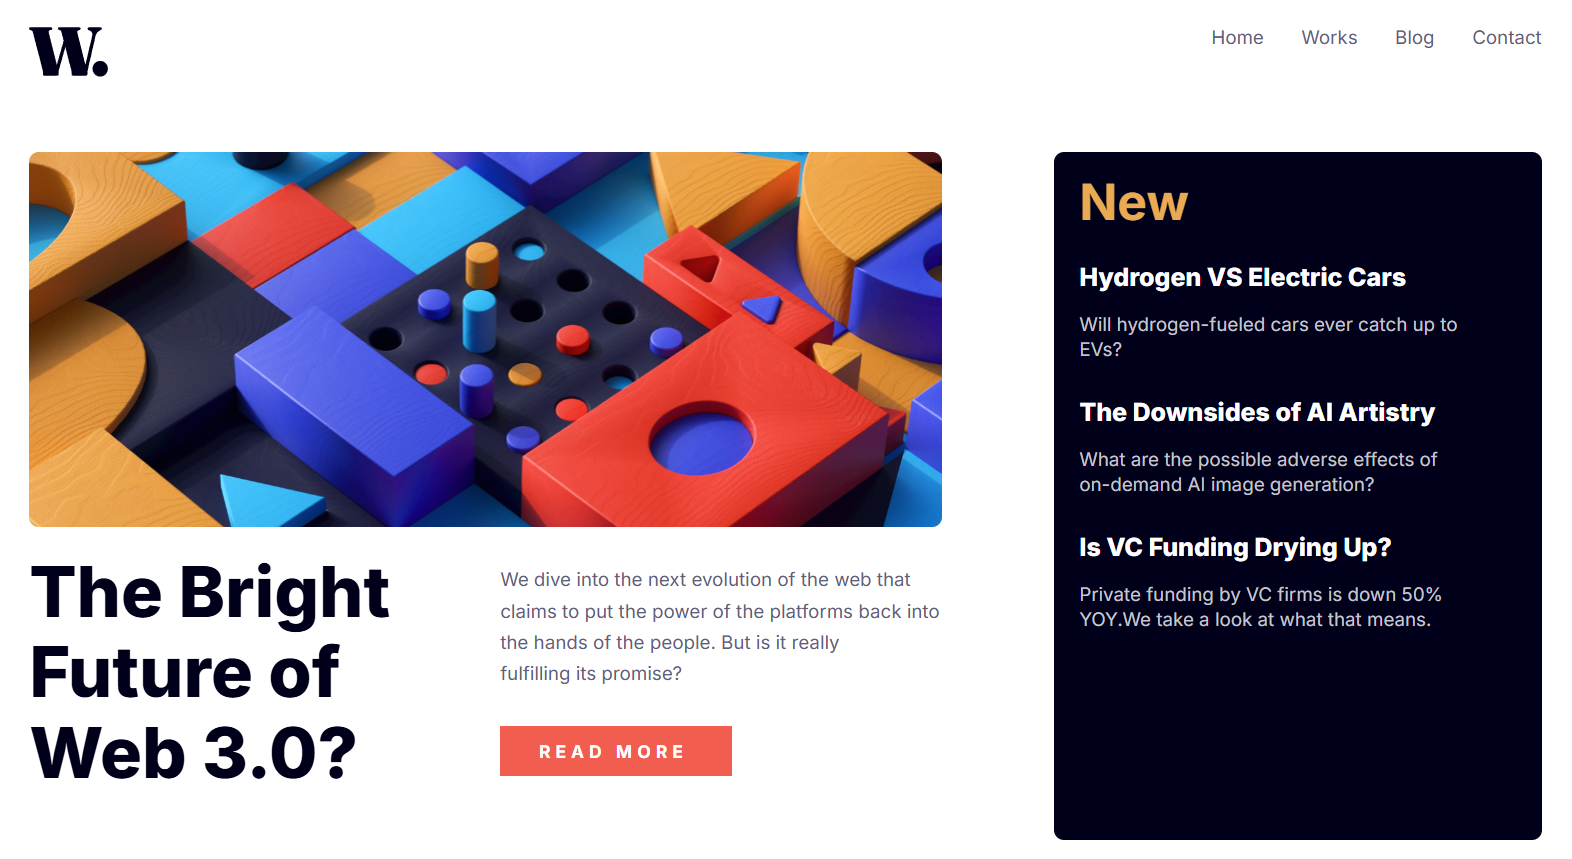 W.
Home Works Blog Contact
The Bright
Future of
Web 3.0?
We dive into the next evolution of the web that
claims to put the power of the platforms back into
the hands of the people. But is it really
fulfilling its promise?
READ MORE
New
Hydrogen VS Electric Cars
Will hydrogen-fueled cars ever catch up to
EVs?
The Downsides of AI Artistry
What are the possible adverse effects of
on-demand AI image generation?
Is VC Funding Drying Up?
Private funding by VC firms is down 50%
YOY.We take a look at what that means.